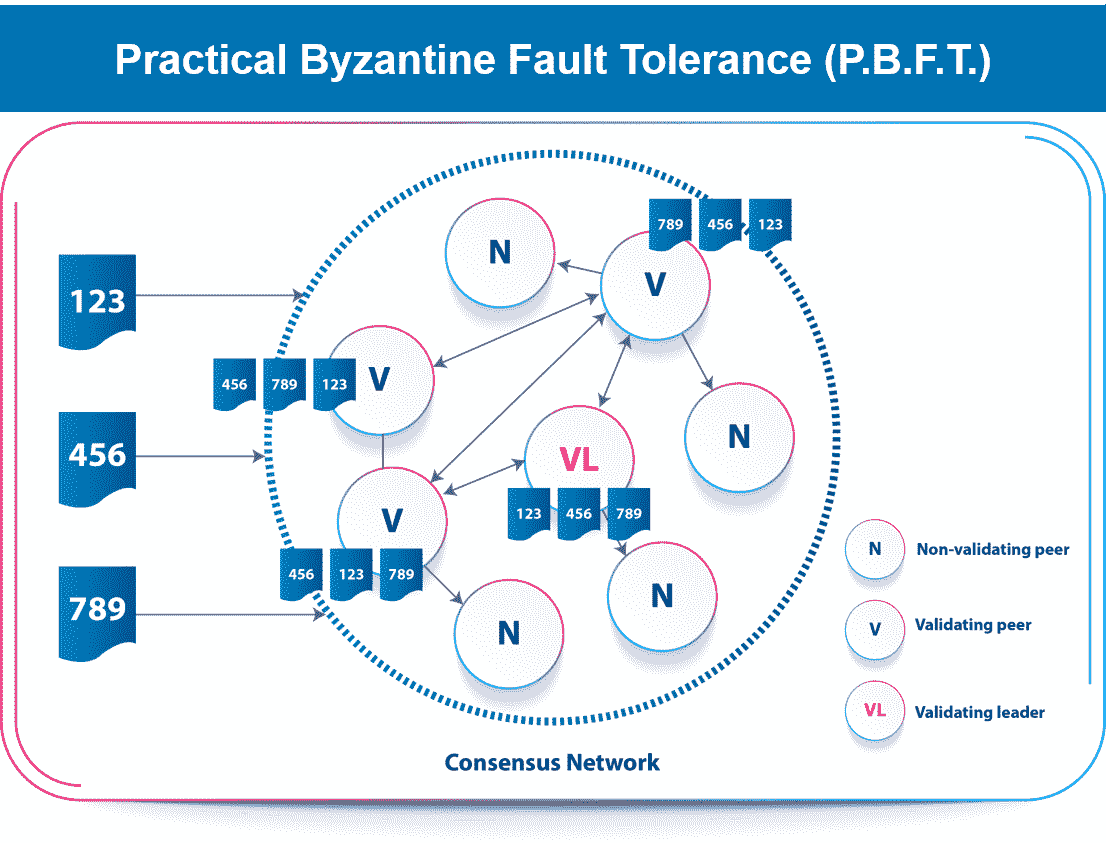 Practical Byzantine Fault Tolerance (P.B.F.T.)
789 456 123
N
V
123
456 789 123
V
N
456
VL
123 456 789
V
456 123 789
789
N
N
N Non-validating peer
V Validating peer
VL Validating leader
Consensus Network